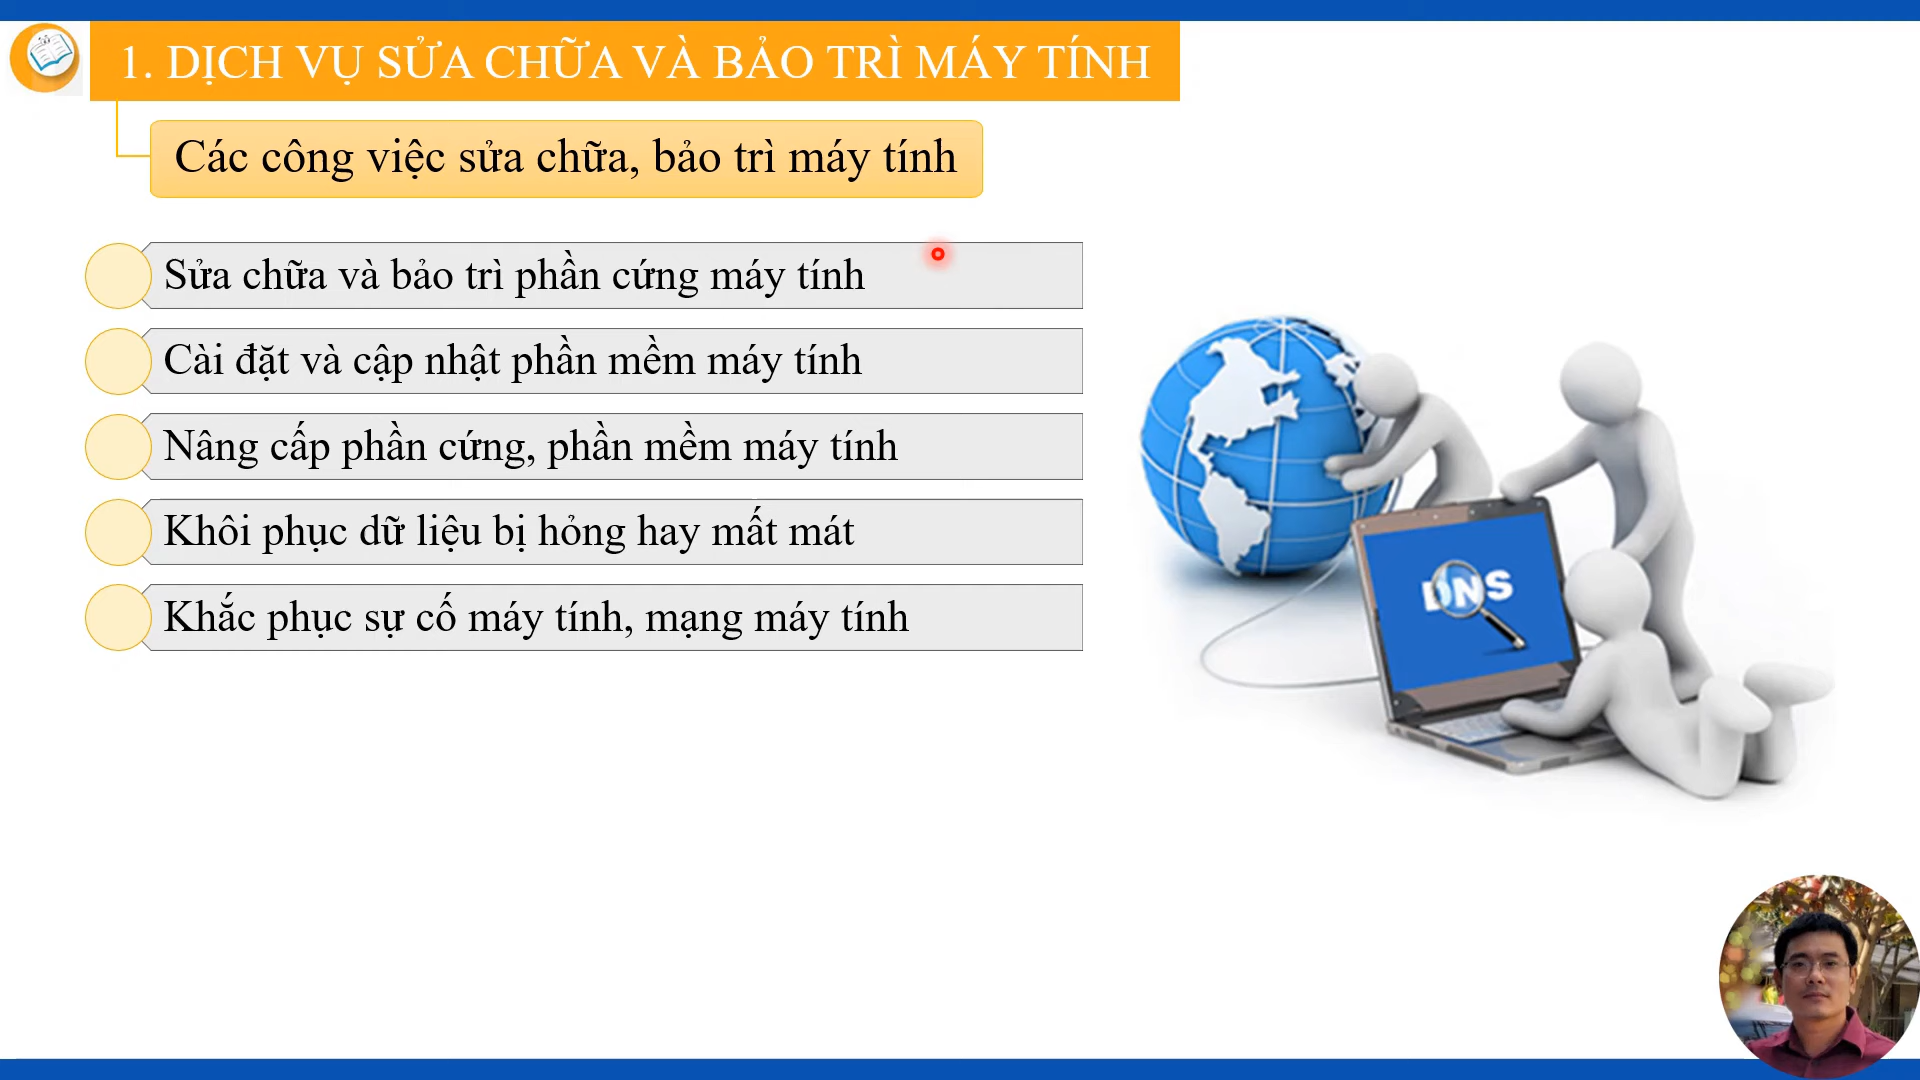 1. DỊCH VỤ SỬA CHỮA VÀ BẢO TRÌ MÁY TÍNH
Các công việc sửa chữa, bảo trì máy tính
Sửa chữa và bảo trì phần cứng máy tính
Cài đặt và cập nhật phần mềm máy tính
Nâng cấp phần cứng, phần mềm máy tính
Khôi phục dữ liệu bị hỏng hay mất mát
Khắc phục sự cố máy tính, mạng máy tính
DNS